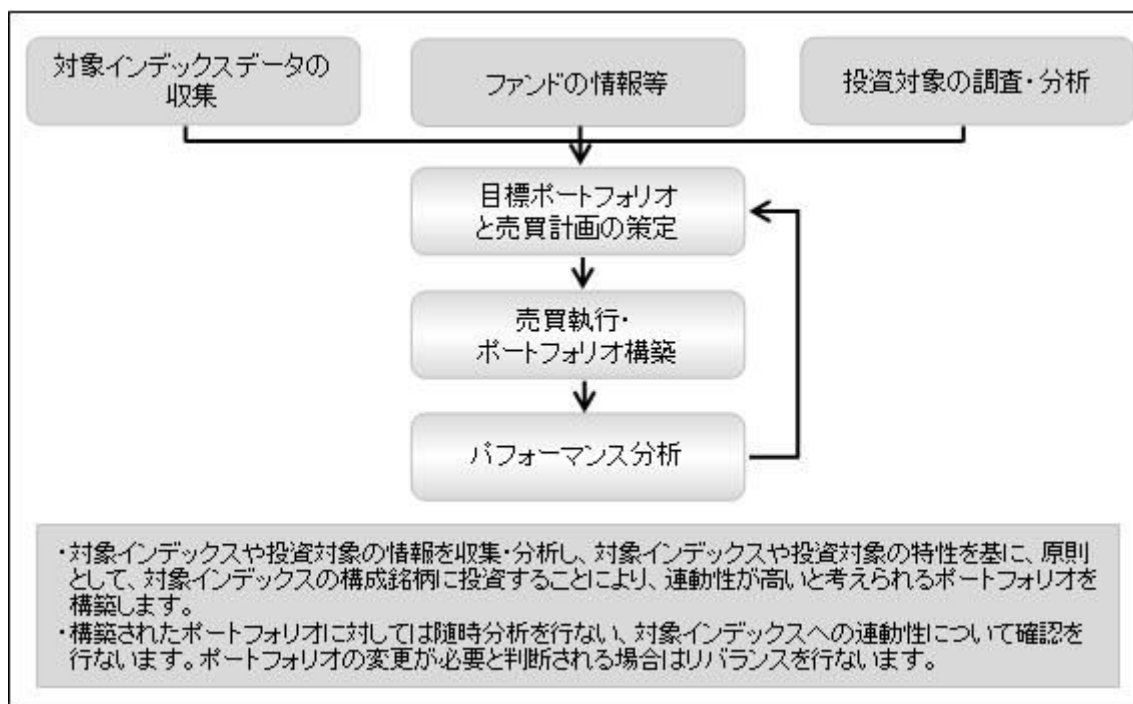 対象インデックスデータの
収集
ファンドの情報等
投資対象の調査・分析
目標ポートフォリオ
と売買計画の策定
売買執行・
ポートフォリオ構築
パフォーマンス分析
・対象インデックスや投資対象の情報を収集・分析し、対象インデックスや投資対象の特性を基に、原則
として、対象インデックスの構成銘柄に投資することにより、連動性が高いと考えられるポートフォリオを
構築します。
・構築されたポートフォリオに対しては随時分析を行ない、対象インデックスへの連動性について確認を
行ないます。ポートフォリオの変更が必要と判断される場合はリバランスを行ないます。